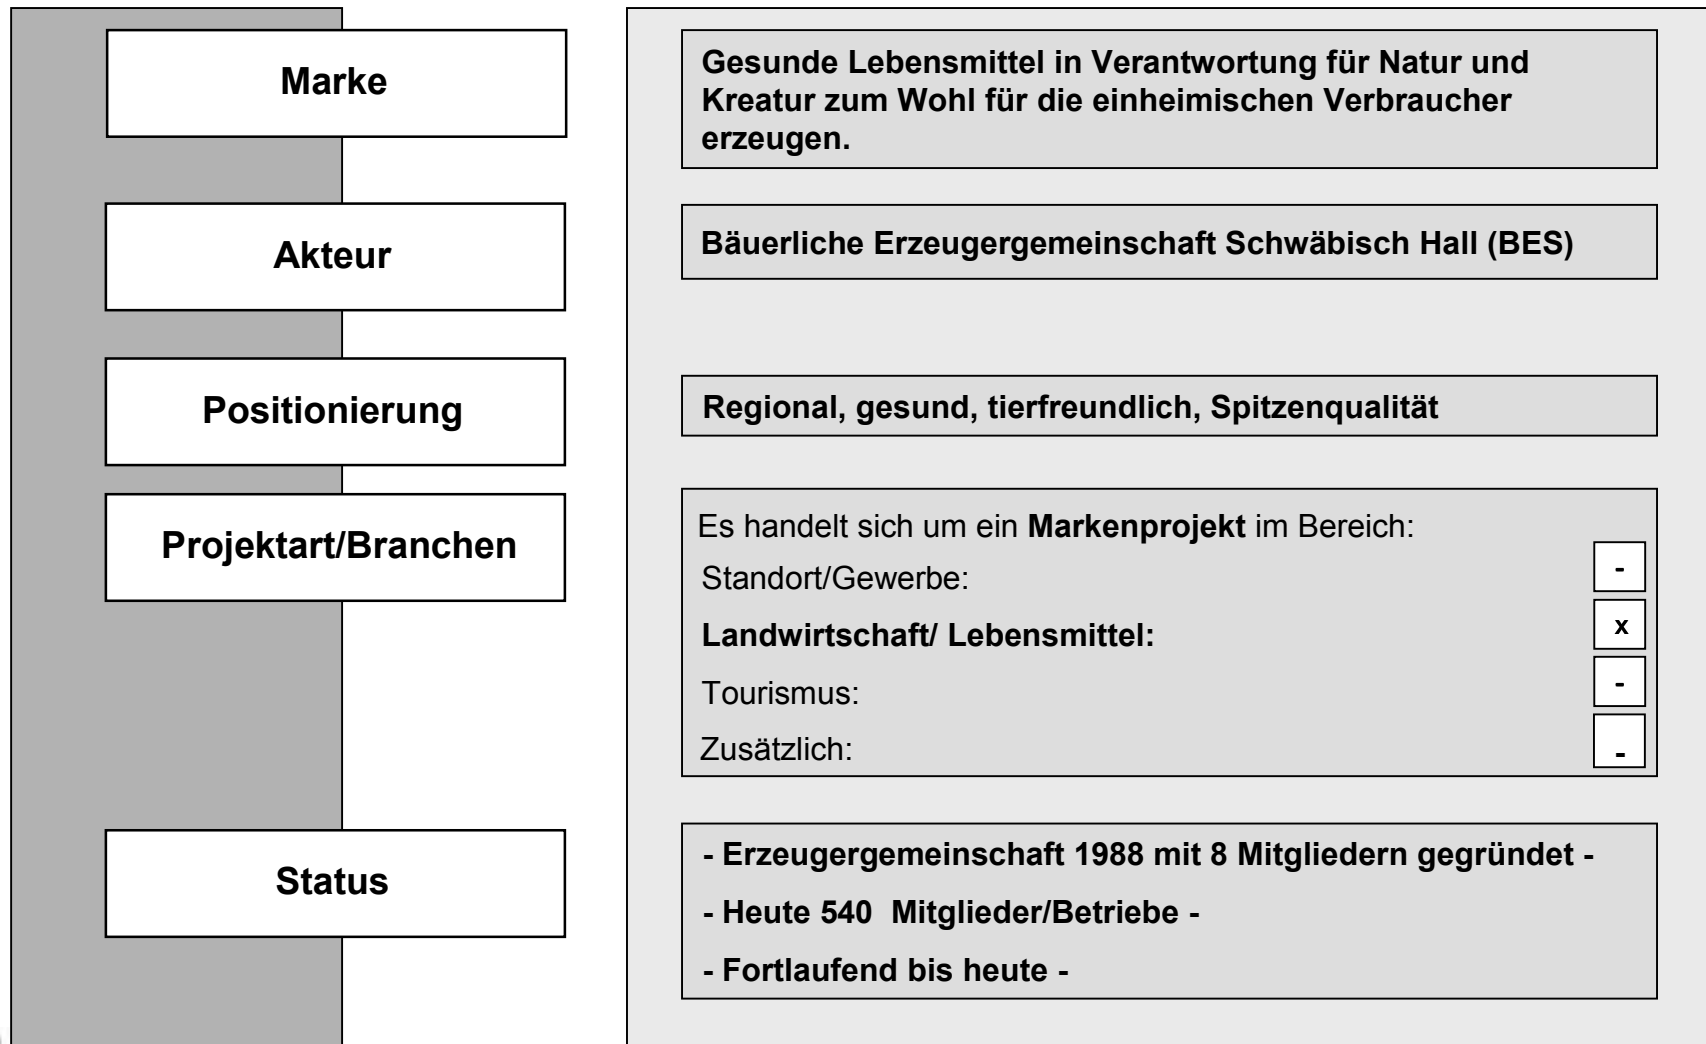 Marke
Gesunde Lebensmittel in Verantwortung für Natur und
Kreatur zum Wohl für die einheimischen Verbraucher
erzeugen.
Akteur
Bäuerliche Erzeugergemeinschaft Schwäbisch Hall (BES)
Positionierung
Regional, gesund, tierfreundlich, Spitzenqualität
Projektart/Branchen
Es handelt sich um ein Markenprojekt im Bereich:
Standort/Gewerbe: -
Landwirtschaft/ Lebensmittel: x
Tourismus: -
Zusätzlich: -
Status
- Erzeugergemeinschaft 1988 mit 8 Mitgliedern gegründet -
- Heute 540 Mitglieder/Betriebe -
- Fortlaufend bis heute -